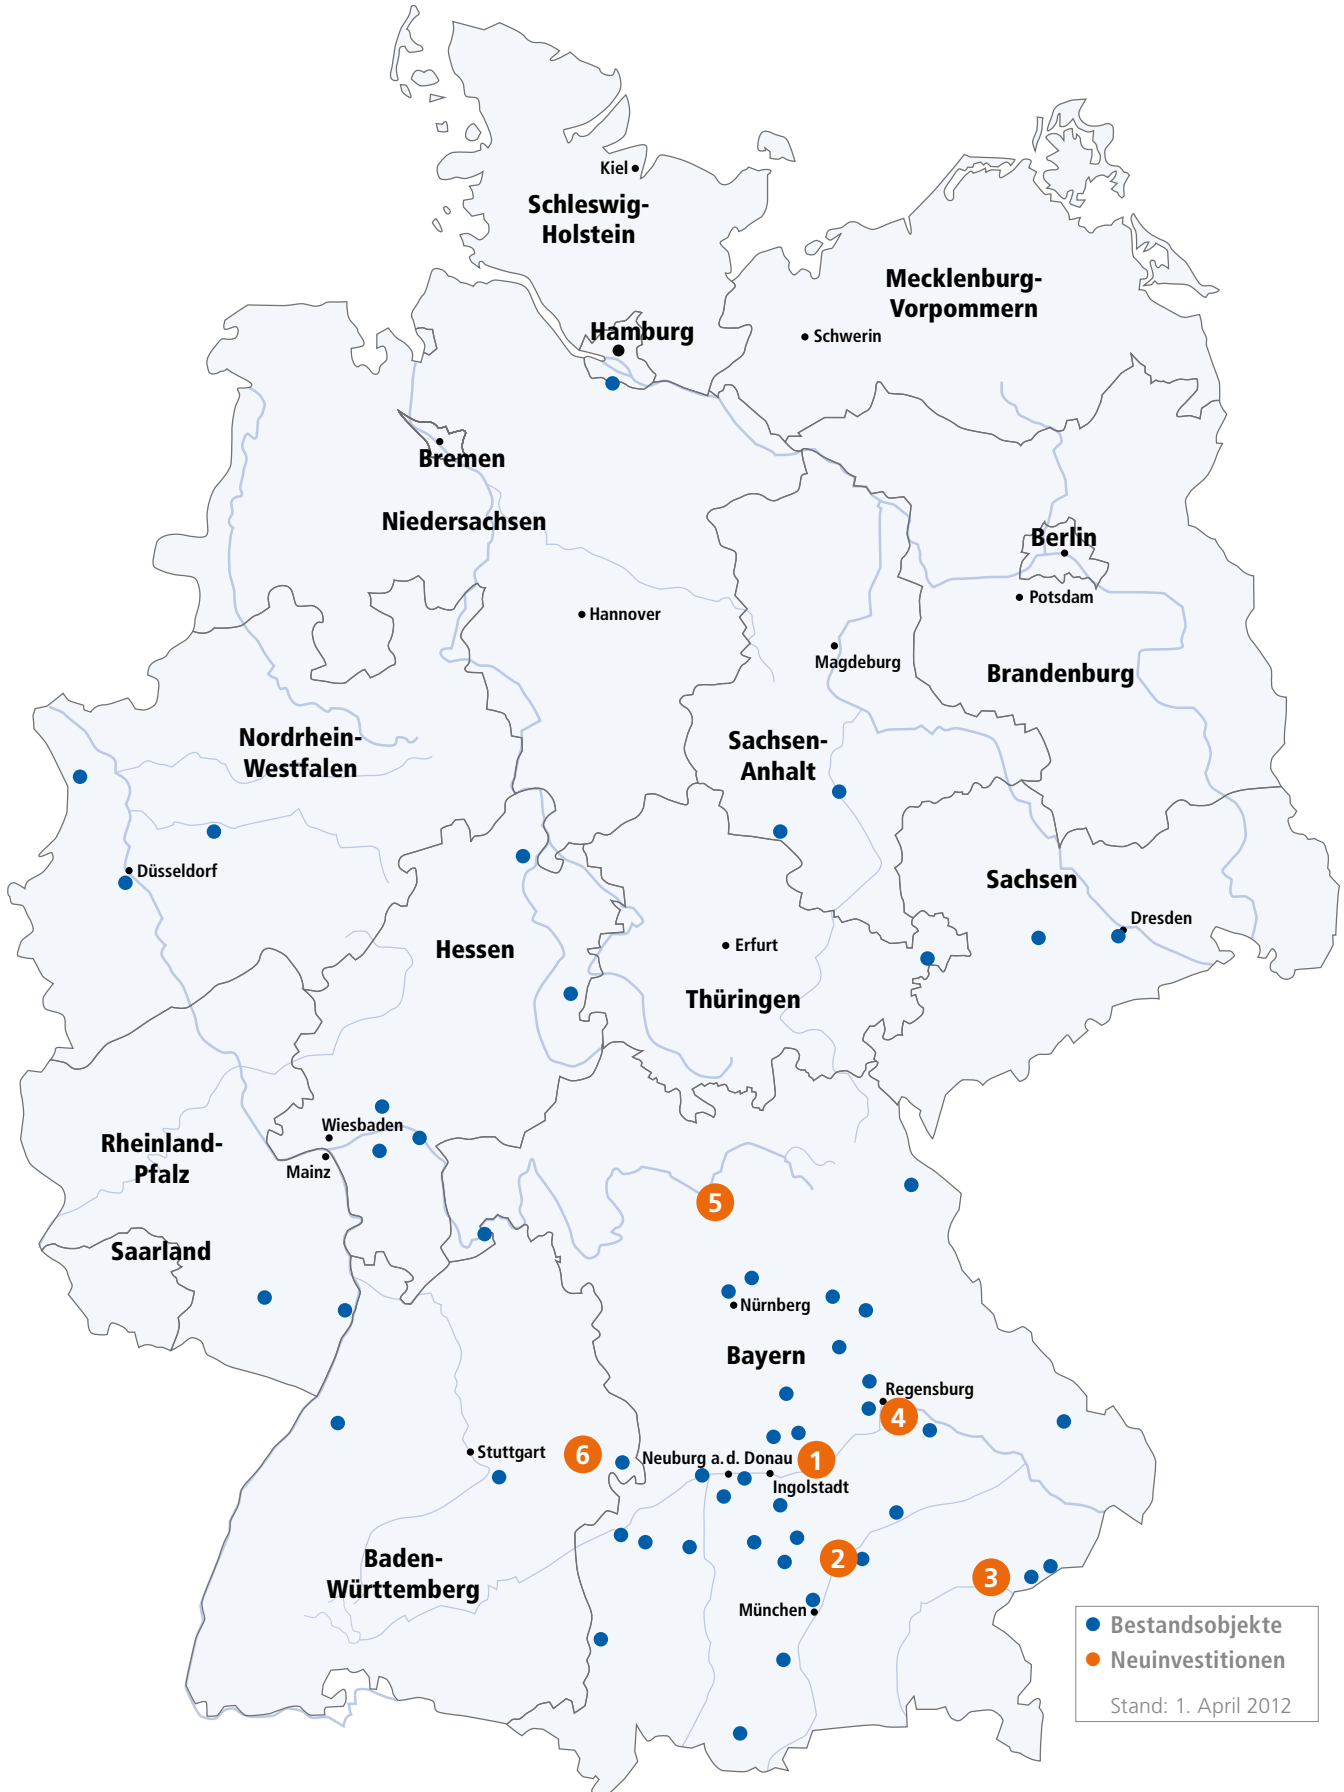 Kiel
Schleswig-
Holstein
Mecklenburg-
Vorpommern
Hamburg
Schwerin
Bremen
Niedersachsen
Berlin
Potsdam
Hannover
Magdeburg
Brandenburg
Nordrhein-
Westfalen
Sachsen-
Anhalt
Düsseldorf
Sachsen
Dresden
Hessen
Erfurt
Thüringen
Wiesbaden
Rheinland-
Pfalz
Mainz
5
Saarland
Nürnberg
Bayern
Regensburg
4
Stuttgart
6
Neuburg a. d. Donau
1
Ingolstadt
Baden-
Württemberg
2
3
München
Bestandsobjekte
Neuinvestitionen
Stand: 1. April 2012